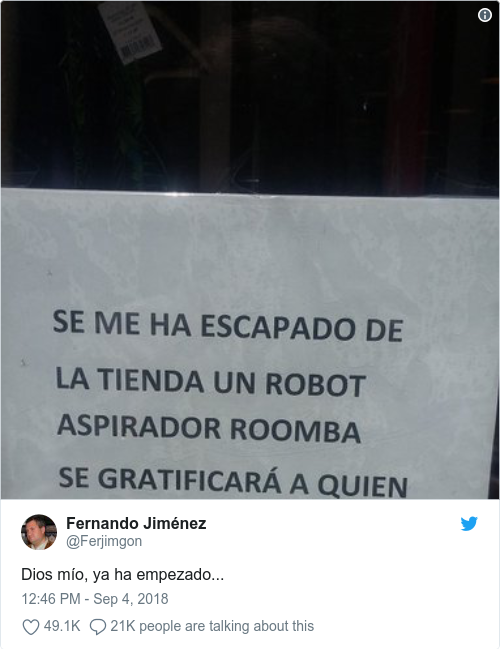 SE ME HA ESCAPADO DE
LA TIENDA UN ROBOT
ASPIRADOR ROOMBA
SE GRATIFICARÁ A QUIEN
Fernando Jiménez
@Ferjimgon
Dios mío, ya ha empezado...
12:46 PM - Sep 4, 2018
49.1K 21K people are talking about this